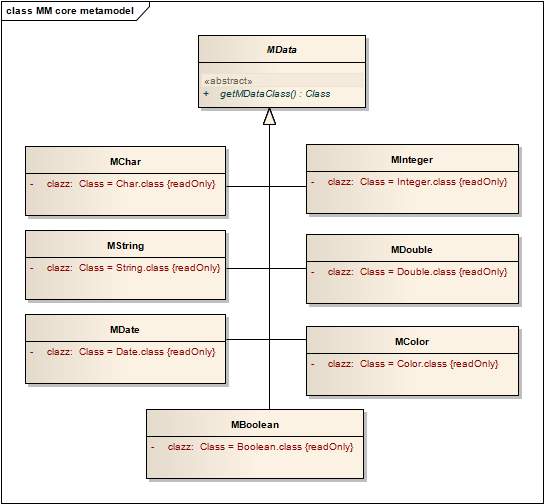 class MM core metamodel
MData
«abstract»
+ getMDataClass() : Class
MChar
- clazz: Class = Char.class {readOnly}
MInteger
- clazz: Class = Integer.class {readOnly}
MString
- clazz: Class = String.class {readOnly}
MDouble
- clazz: Class = Double.class {readOnly}
MDate
- clazz: Class = Date.class {readOnly}
MColor
- clazz: Class = Color.class {readOnly}
MBoolean
- clazz: Class = Boolean.class {readOnly}